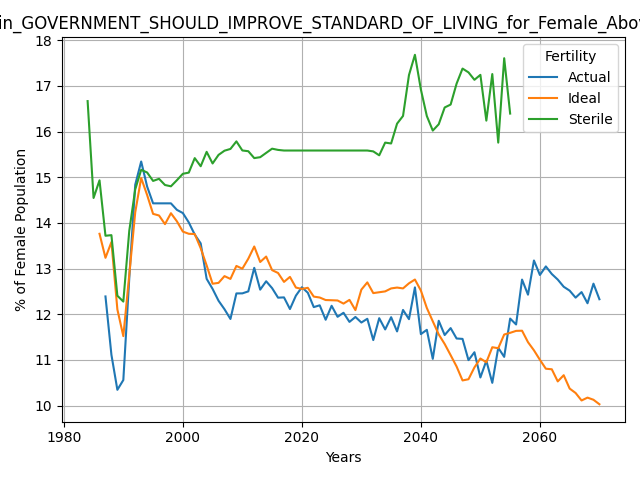 in_GOVERNMENT_SHOULD_IMPROVE_STANDARD_OF_LIVING_for_Female_Abo
18
17
16
15
14
13
12
11
10
% of Female Population
1980
2000
2020
2040
2060
Years
Fertility
Actual
Ideal
Sterile